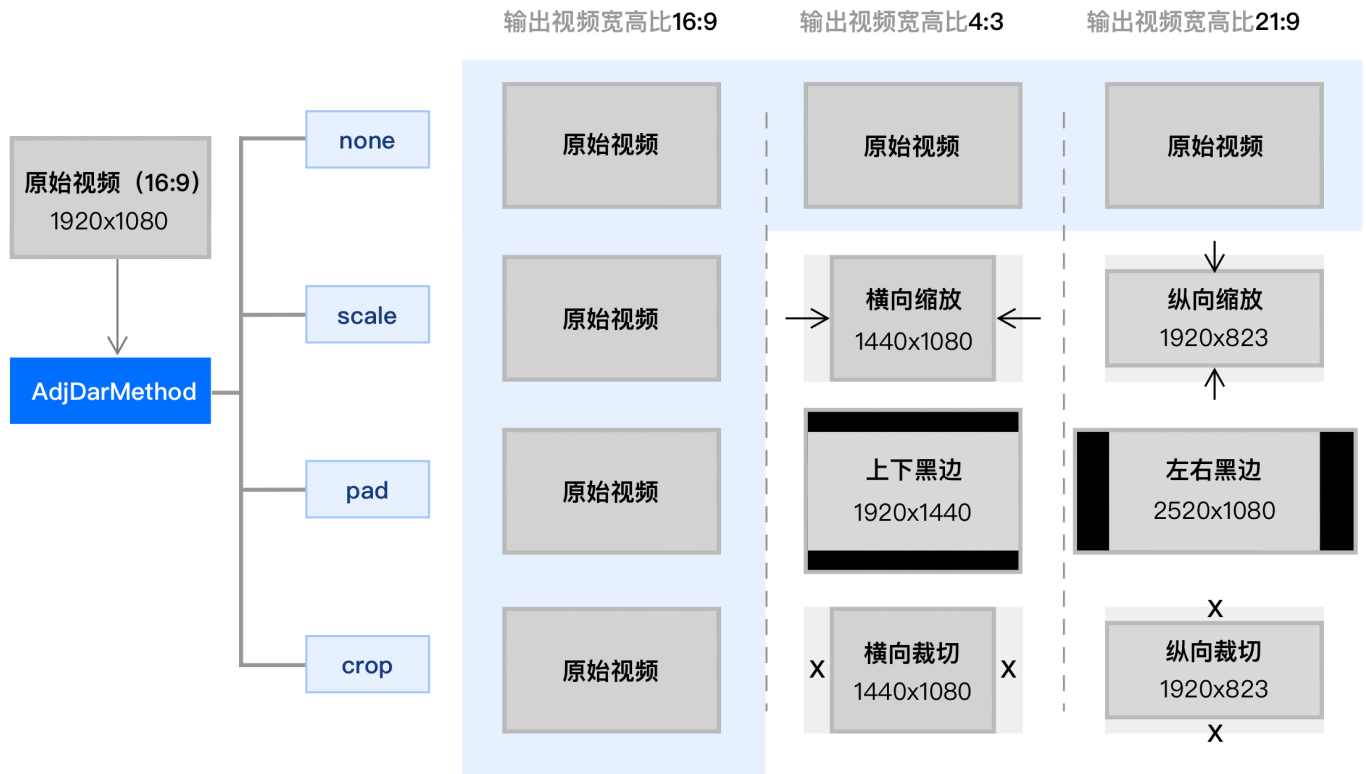 输出视频宽高比16:9
输出视频宽高比4:3
输出视频宽高比21:9
原始视频（16:9）
1920x1080
AdjDarMethod
none
原始视频
原始视频
原始视频
scale
原始视频
横向缩放
1440x1080
纵向缩放
1920x823
pad
原始视频
上下黑边
1920x1440
左右黑边
2520x1080
crop
原始视频
X
横向裁切
1440x1080
X
X
纵向裁切
1920x823
X